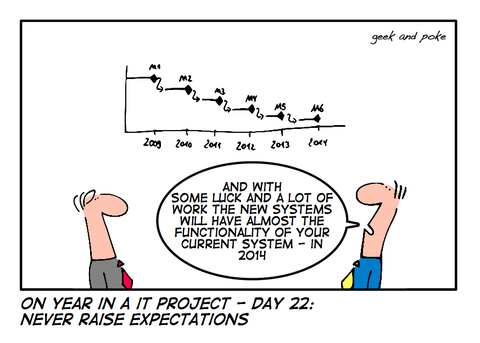 geek and poke
M1
M2
M3
M4
M5
M6
2009 2010 2011 2012 2013 2014
AND WITH
SOME LUCK AND A LOT OF
WORK THE NEW SYSTEMS
WILL HAVE ALMOST THE
FUNCTIONALITY OF YOUR
CURRENT SYSTEM - IN
2014
ON YEAR IN A IT PROJECT - DAY 22:
NEVER RAISE EXPECTATIONS